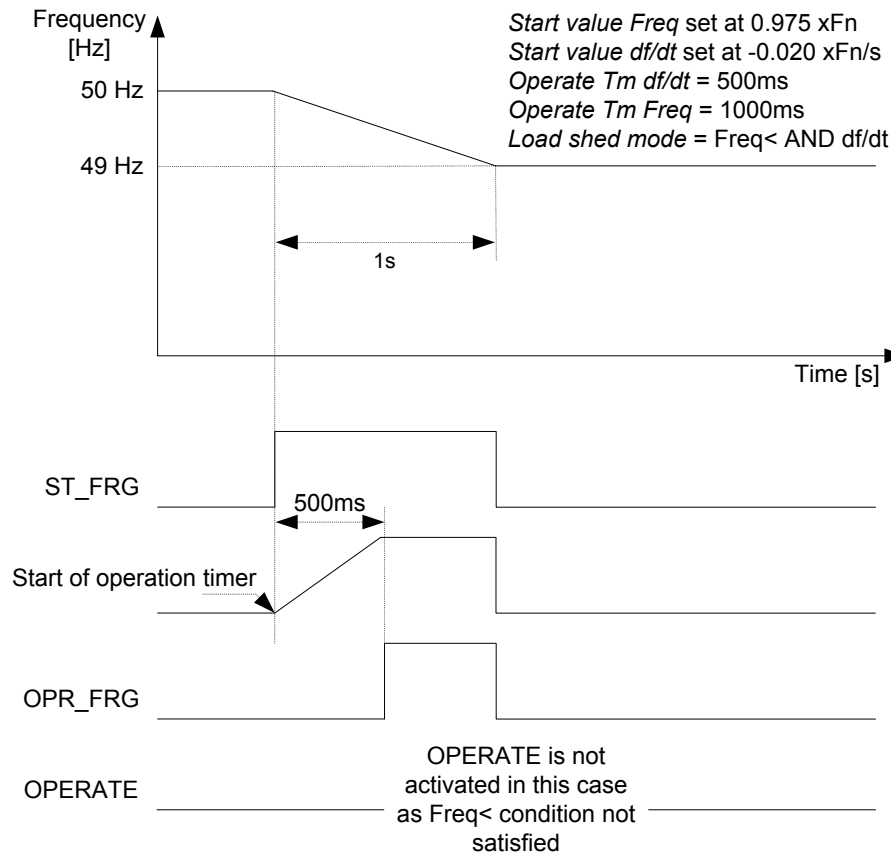 Frequency
[Hz]
Start value Freq set at 0.975 xFn
Start value df/dt set at -0.020 xFn/s
Operate Tm df/dt = 500ms
Operate Tm Freq = 1000ms
Load shed mode = Freq< AND df/dt
50 Hz
49 Hz
1s
Time [s]
ST_FRG
500ms
Start of operation timer
OPR_FRG
OPERATE
OPERATE is not
activated in this case
as Freq< condition not
satisfied